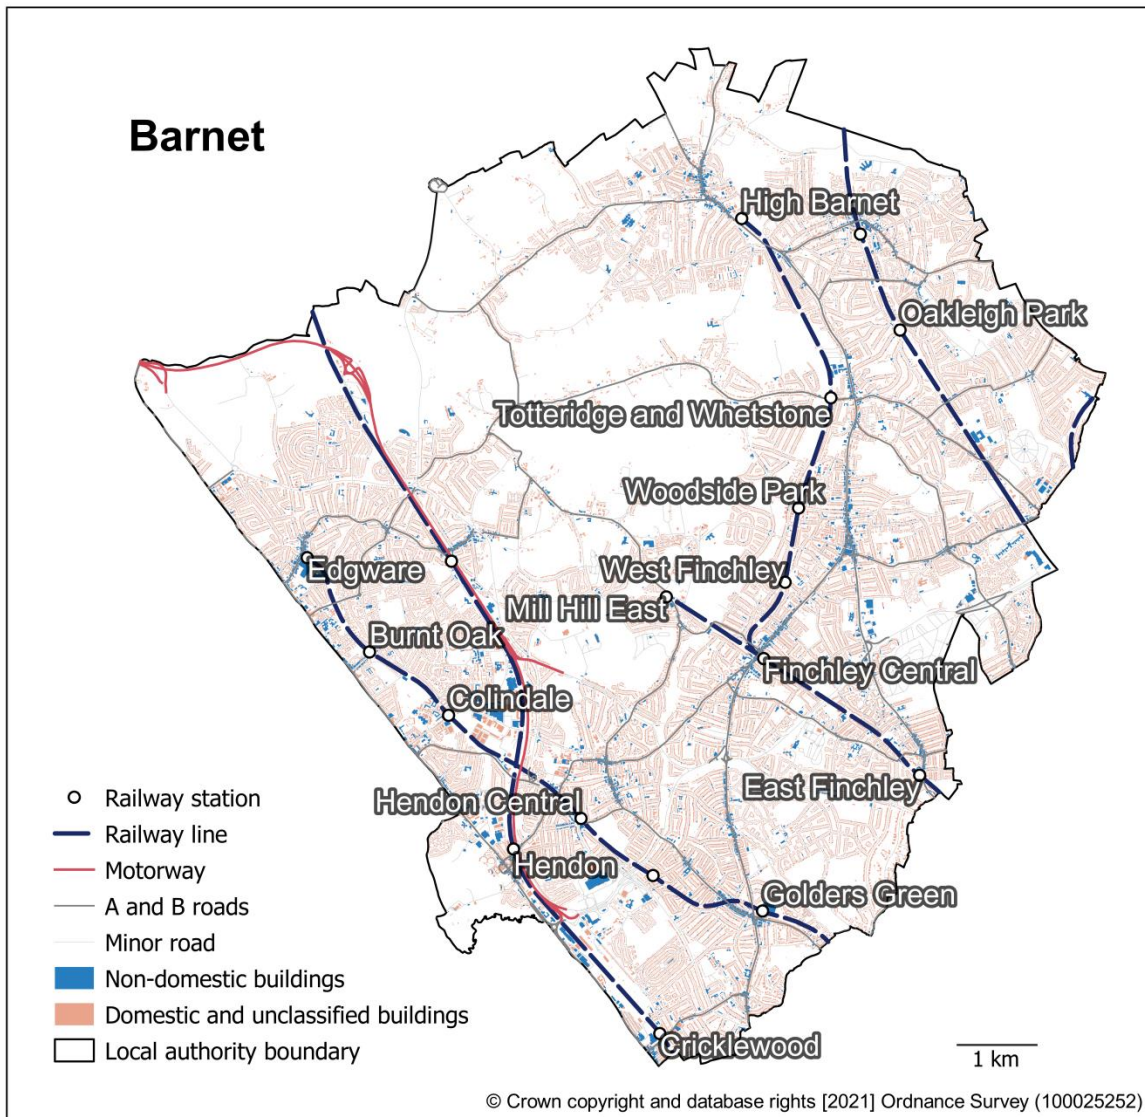 Barnet
High Barnet
Oakleigh Park
Totteridge and Whetstone
Woodside Park
West Finchley
Edgware
Mill Hill East
Burnt Oak
Finchley Central
Colindale
East Finchley
Hendon Central
Hendon
Golders Green
Cricklewood
Railway station
Railway line
Motorway
A and B roads
Minor road
Non-domestic buildings
Domestic and unclassified buildings
Local authority boundary
1 km
© Crown copyright and database rights [2021] Ordnance Survey (100025252)